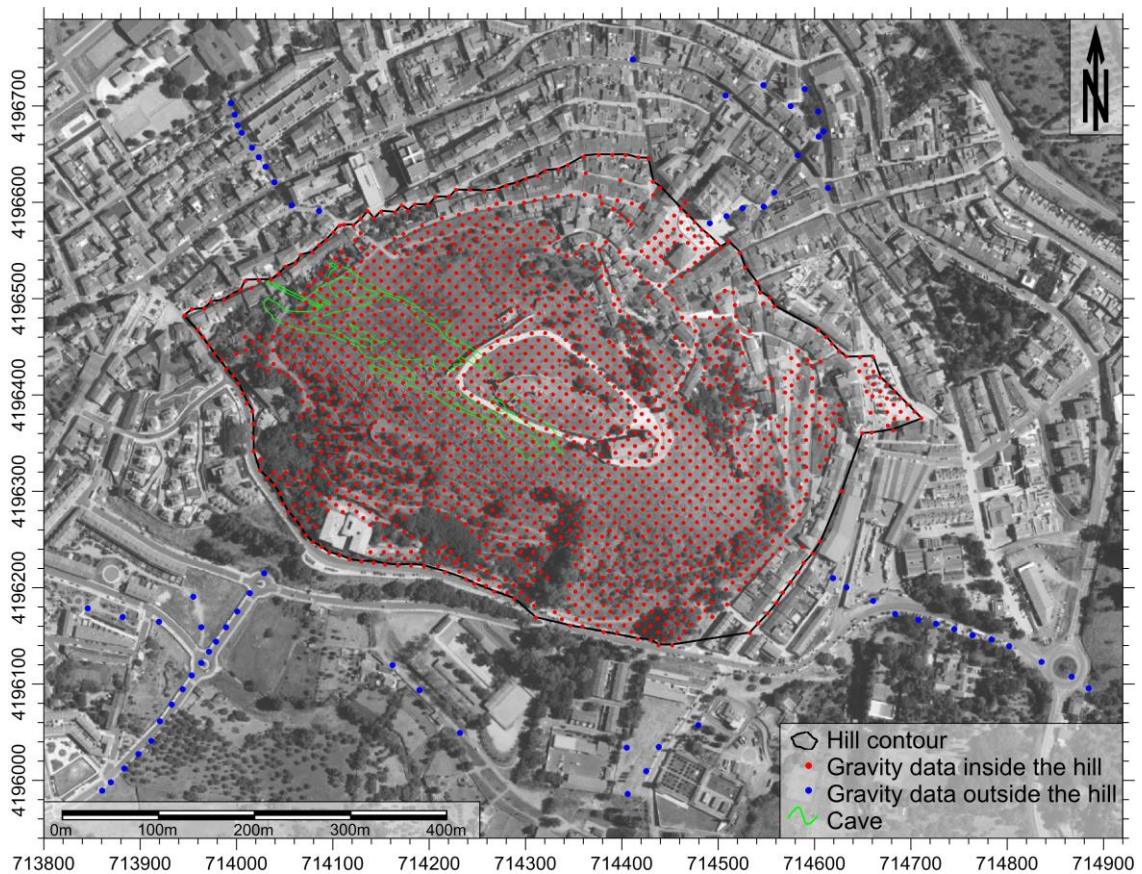 4196700
4196600
4196500
4196400
4196300
4196200
4196100
4196000
N
Hill contour
Gravity data inside the hill
Gravity data outside the hill
Cave
0m 100m 200m 300m 400m
713800 713900 714000 714100 714200 714300 714400 714500 714600 714700 714800 714900